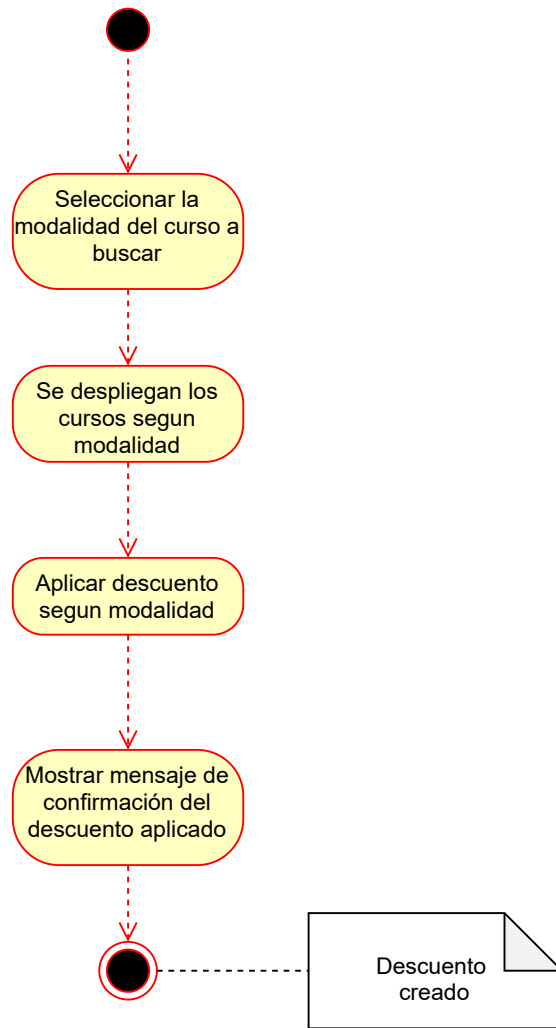 Seleccionar la
modalidad del curso a
buscar
Se despliegan los
cursos segun
modalidad
Aplicar descuento
segun modalidad
Mostrar mensaje de
confirmación del
descuento aplicado
Descuento
creado